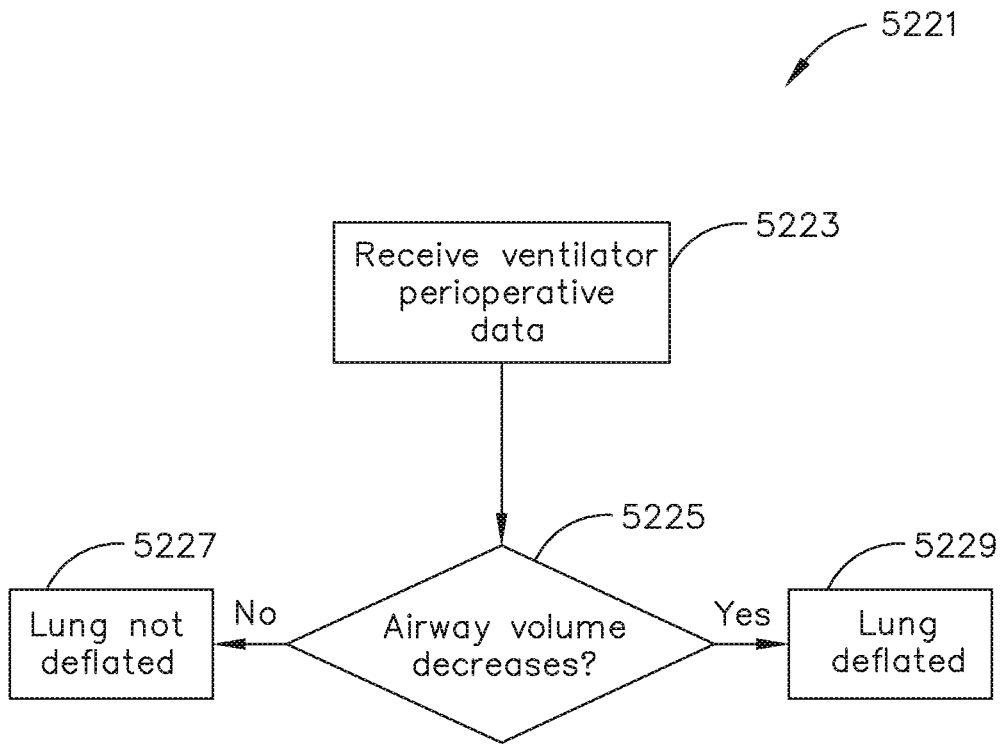 5221
5223
Receive ventilator
perioperative
data
5225
5227
5229
No
Yes
Lung not
deflated
Airway volume
decreases?
Lung
deflated